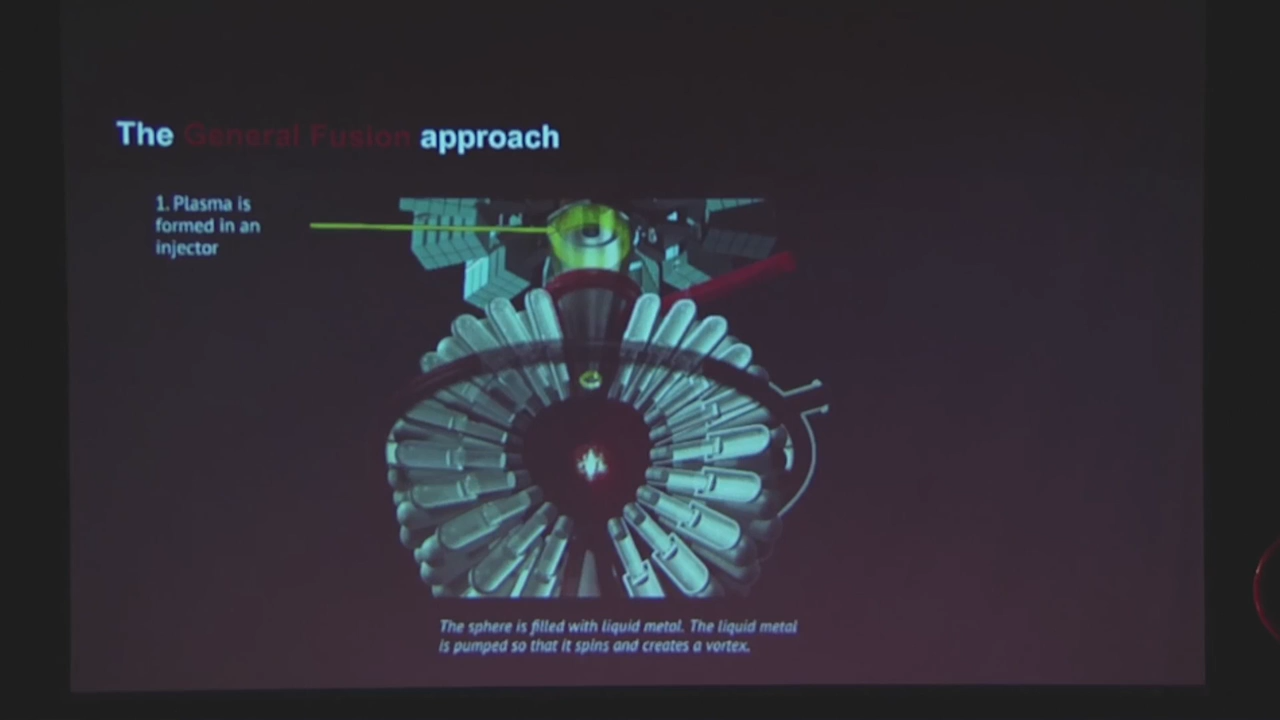 The General Fusion approach
1. Plasma is
formed in an
injector
The sphere is filled with liquid metal. The liquid metal
is pumped so that it spins and creates a vortex.